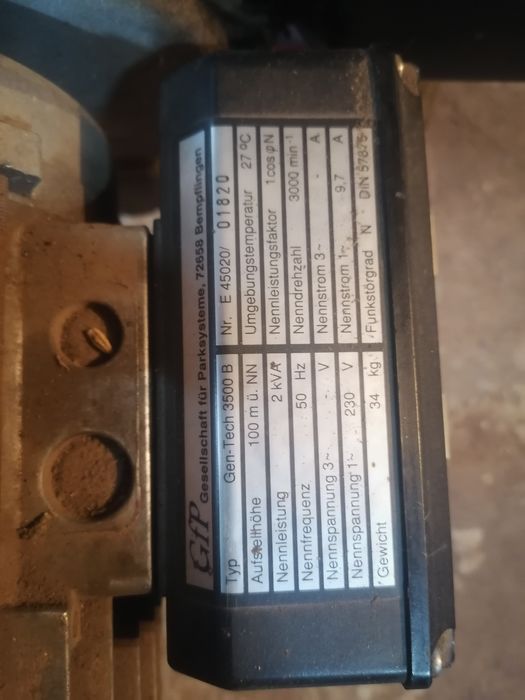 GfP Gesellschaft für Parksysteme, 72658 Bempflingen
Typ Gen-Tech 3500 B Nr. E 45020/ 01820
Aufstellhöhe 100 m ü. NN Umgebungstemperatur 27 °C
Nennleistung 2 kVA Nennleistungsfaktor 1 cos φ N
Nennfrequenz 50 Hz Nenndrehzahl 3000 min⁻¹
Nennspannung 3~ V Nennstrom 3~ - A
Nennspannung 1~ 230 V Nennstrom 1~ 9,7 A
Gewicht 34 kg Funkstörgrad N · DIN 57875